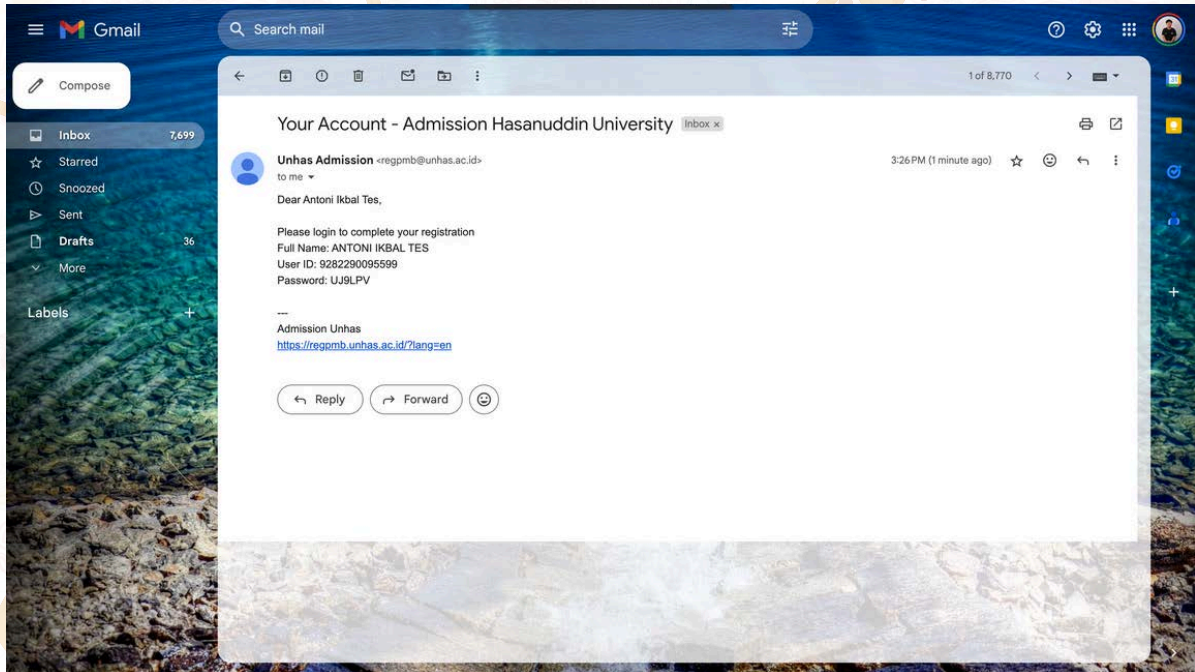 Gmail
Search mail
Compose
1 of 8,770
Inbox 7,699
Starred
Snoozed
Sent
Drafts 36
More
Labels
Your Account - Admission Hasanuddin University Inbox x
Unhas Admission <regpmb@unhas.ac.id> 3:26 PM (1 minute ago)
to me
Dear Antoni Ikbal Tes,
Please login to complete your registration
Full Name: ANTONI IKBAL TES
User ID: 9282290095599
Password: UJ9LPV
---
Admission Unhas
https://regpmb.unhas.ac.id/?lang=en
Reply Forward